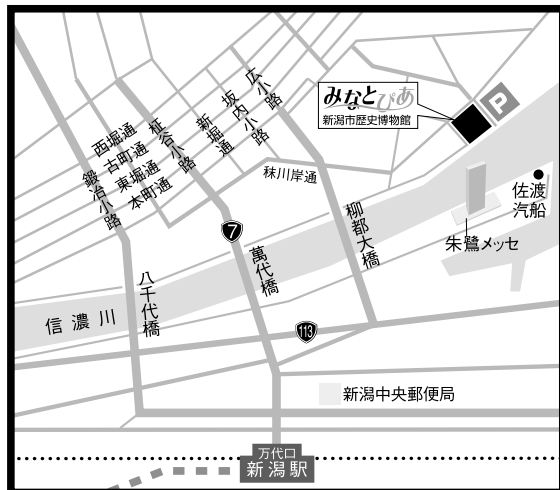 広小路
坂内小路
新堀通
柾谷小路
西堀通
古町通
東堀通
本町通
鍛冶小路
みなとぴあ
新潟市歴史博物館
P
秣川岸通
佐渡
汽船
朱鷺メッセ
柳都大橋
7
萬代橋
八千代橋
信濃川
113
新潟中央郵便局
万代口
新潟駅